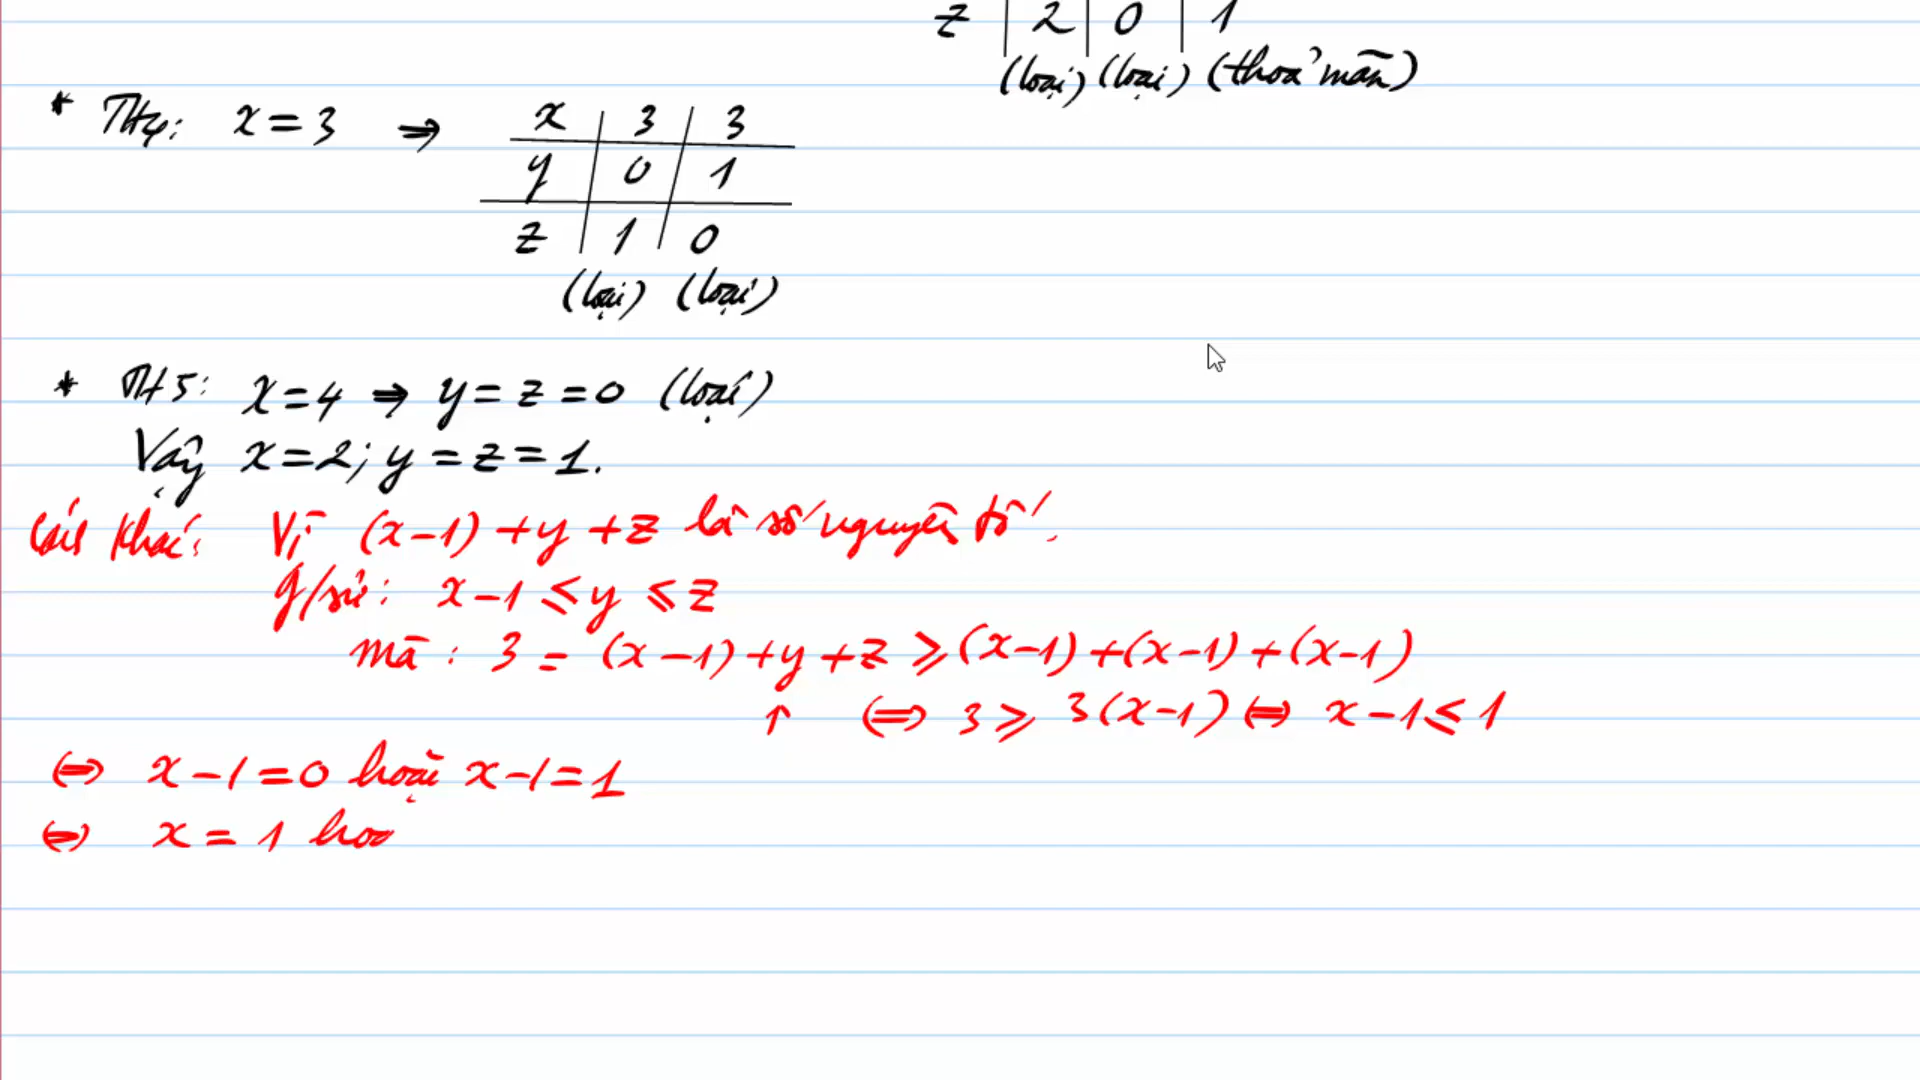 z | 2 | 0 | 1
(loại) (loại) (thoả mãn)
* TH4: x = 3 ⇒
x | 3 | 3
y | 0 | 1
z | 1 | 0
(loại) (loại)
* TH5: x = 4 ⇒ y = z = 0 (loại)
Vậy x = 2; y = z = 1.
Cách khác: Vì (x-1) + y + z là số nguyên tố.
G/sử: x-1 ≤ y ≤ z
mà: 3 = (x-1) + y + z ≥ (x-1) + (x-1) + (x-1)
↑ ⇔ 3 ≥ 3(x-1) ⇔ x-1 ≤ 1
⇔ x-1 = 0 hoặc x-1 = 1
⇔ x = 1 hoặ